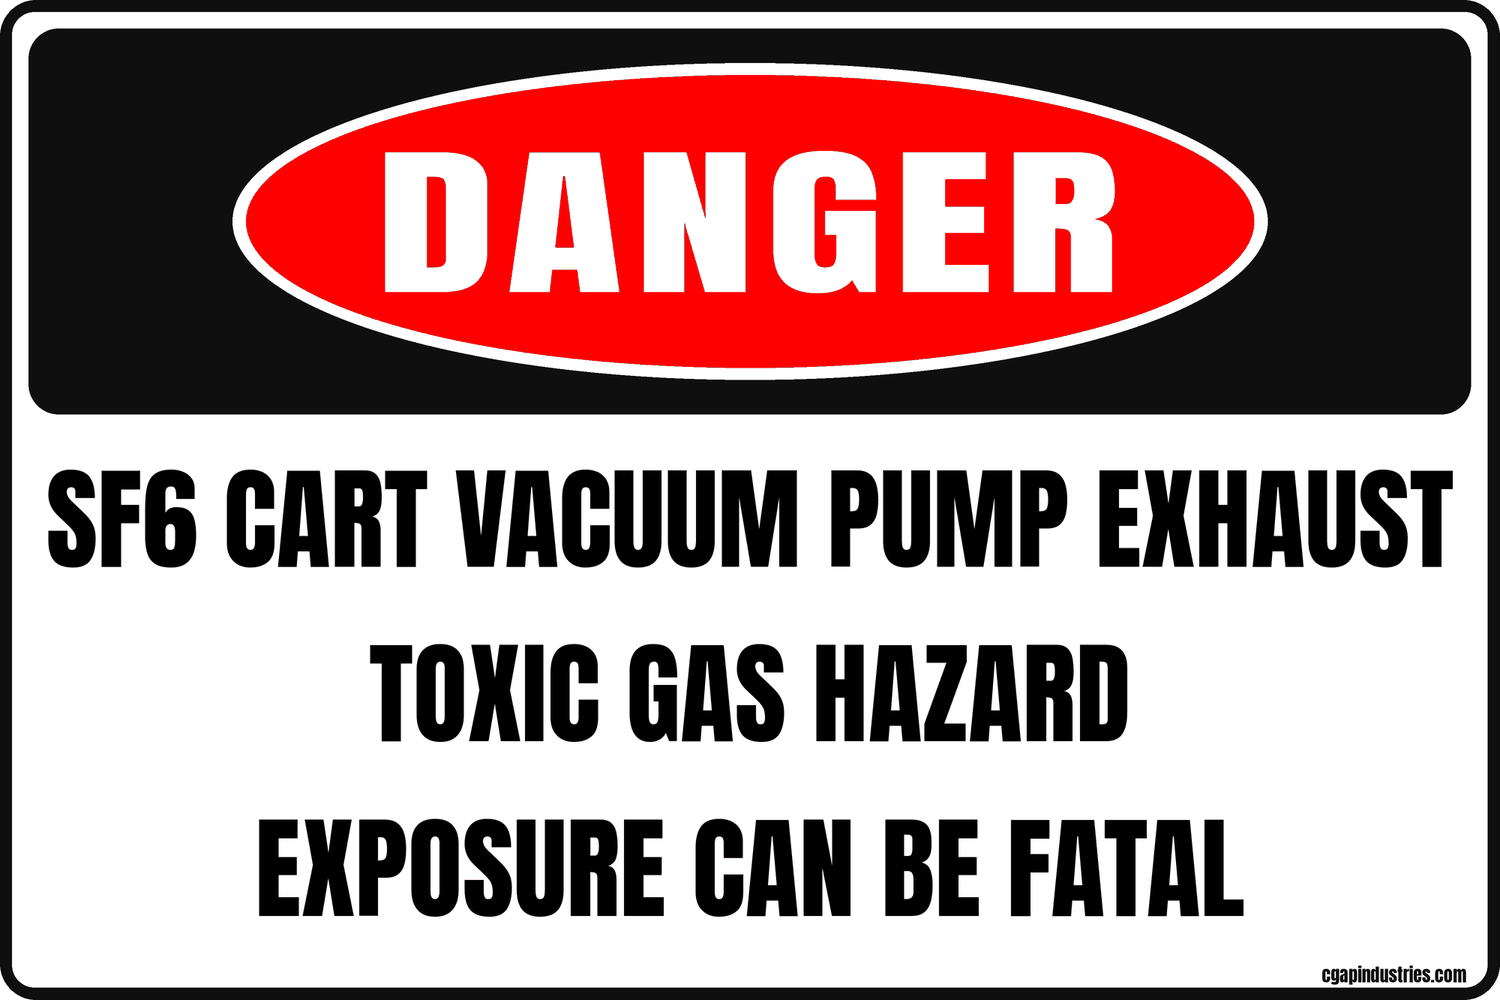 DANGER
SF6 CART VACUUM PUMP EXHAUST
TOXIC GAS HAZARD
EXPOSURE CAN BE FATAL
cgapindustries.com